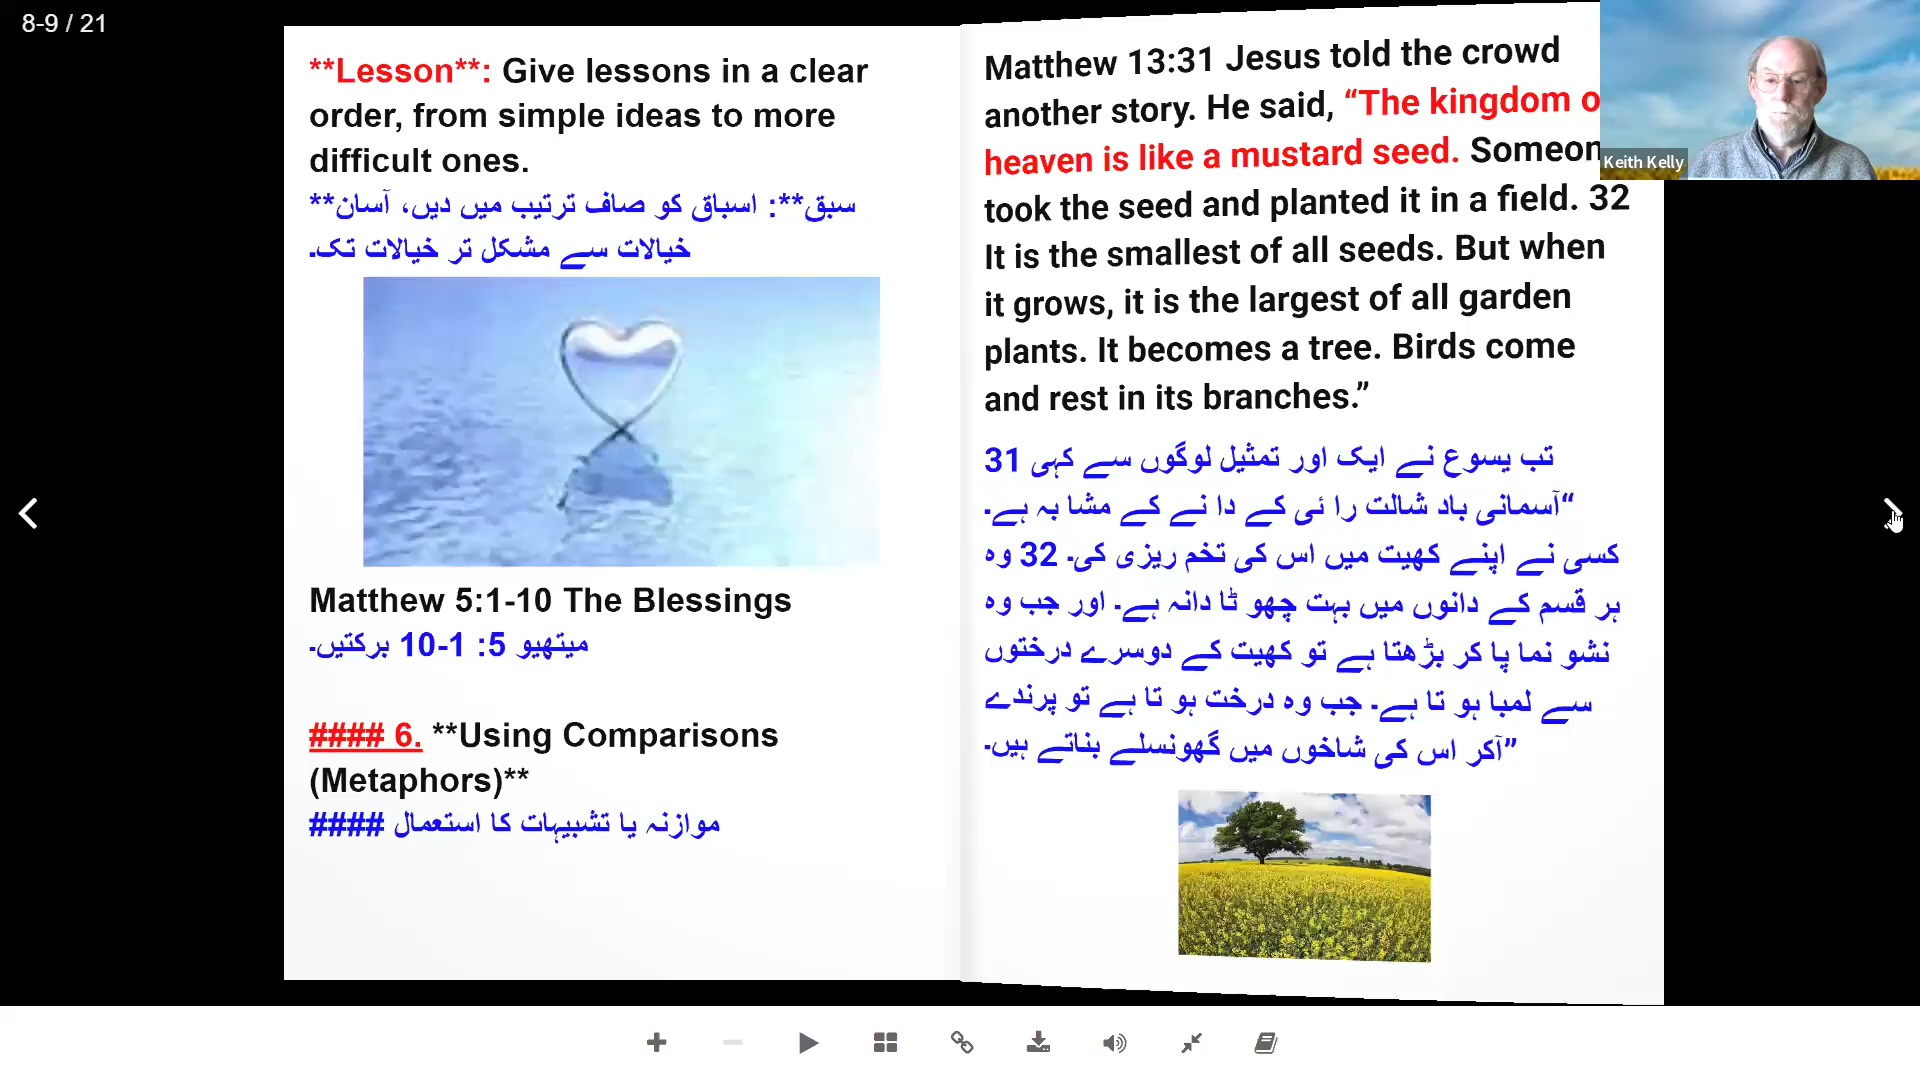 8-9 / 21
**Lesson**: Give lessons in a clear
order, from simple ideas to more
difficult ones.
**سبق**: اسباق کو صاف ترتیب میں دیں، آسان
خیالات سے مشکل تر خیالات تک۔
Matthew 5:1-10 The Blessings
میتھیو 5: 1-10 برکتیں۔
#### 6. **Using Comparisons
(Metaphors)**
#### موازنہ یا تشبیہات کا استعمال
Matthew 13:31 Jesus told the crowd
another story. He said, “The kingdom o
heaven is like a mustard seed. Someon
took the seed and planted it in a field. 32
It is the smallest of all seeds. But when
it grows, it is the largest of all garden
plants. It becomes a tree. Birds come
and rest in its branches.”
31 تب یسوع نے ایک اور تمثیل لوگوں سے کہی
“آسمانی باد شالت را ئی کے دا نے کے مشا بہ ہے۔
کسی نے اپنے کھیت میں اس کی تخم ریزی کی۔ 32 وہ
ہر قسم کے دانوں میں بہت چھو ٹا دانہ ہے۔ اور جب وہ
نشو نما پا کر بڑھتا ہے تو کھیت کے دوسرے درختوں
سے لمبا ہو تا ہے۔ جب وہ درخت ہو تا ہے تو پرندے
آکر اس کی شاخوں میں گھونسلے بناتے ہیں۔”
Keith Kelly